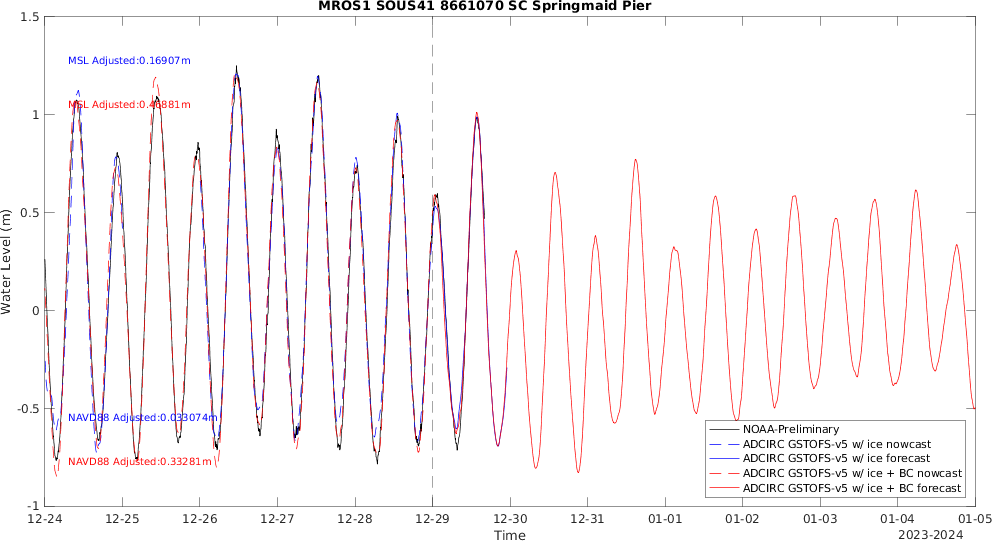 MROS1 SOUS41 8661070 SC Springmaid Pier
1.5
MSL Adjusted:0.16907m
MSL Adjusted:0.46881m
1
0.5
Water Level (m)
0
-0.5
NAVD88 Adjusted:0.033074m
NAVD88 Adjusted:0.33281m
-1
NOAA-Preliminary
ADCIRC GSTOFS-v5 w/ ice nowcast
ADCIRC GSTOFS-v5 w/ ice forecast
ADCIRC GSTOFS-v5 w/ ice + BC nowcast
ADCIRC GSTOFS-v5 w/ ice + BC forecast
12-24 12-25 12-26 12-27 12-28 12-29 12-30 12-31 01-01 01-02 01-03 01-04 01-05
Time
2023-2024